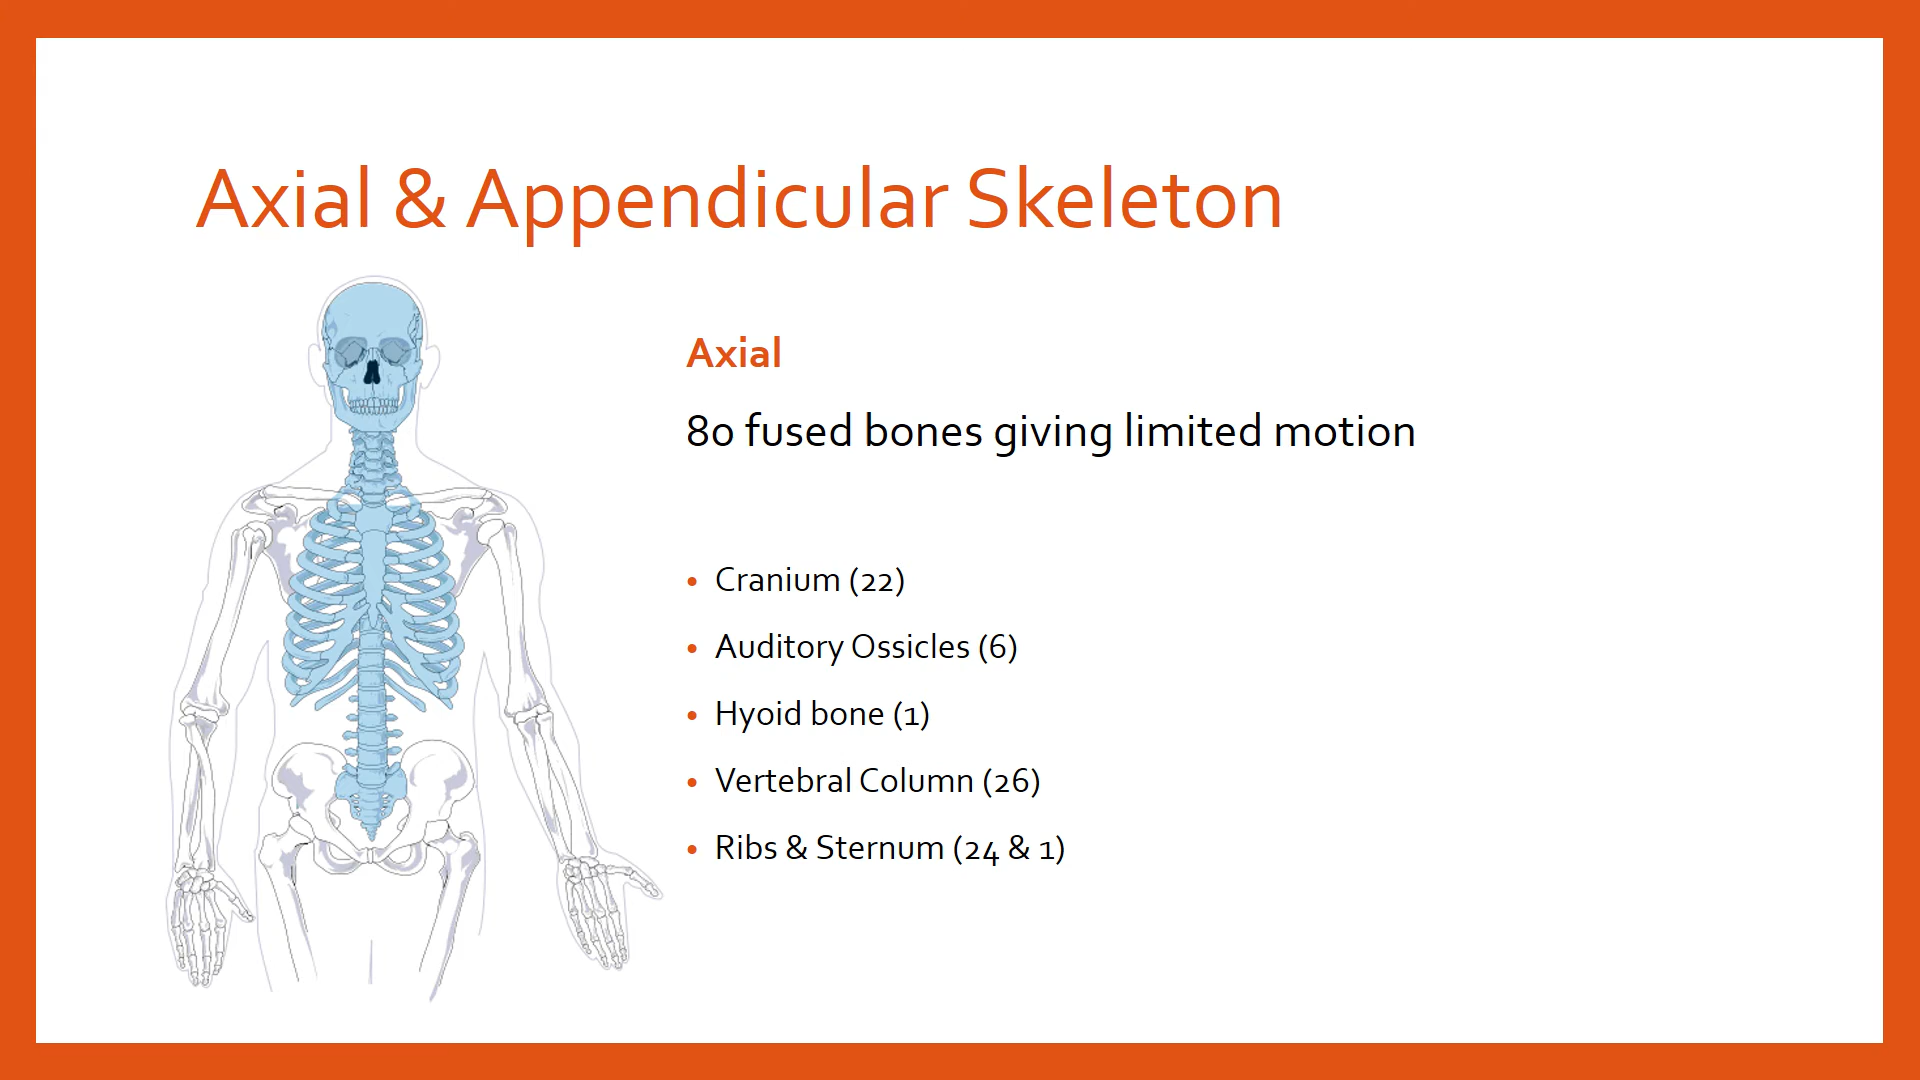 Axial & Appendicular Skeleton
Axial
80 fused bones giving limited motion
• Cranium (22)
• Auditory Ossicles (6)
• Hyoid bone (1)
• Vertebral Column (26)
• Ribs & Sternum (24 & 1)